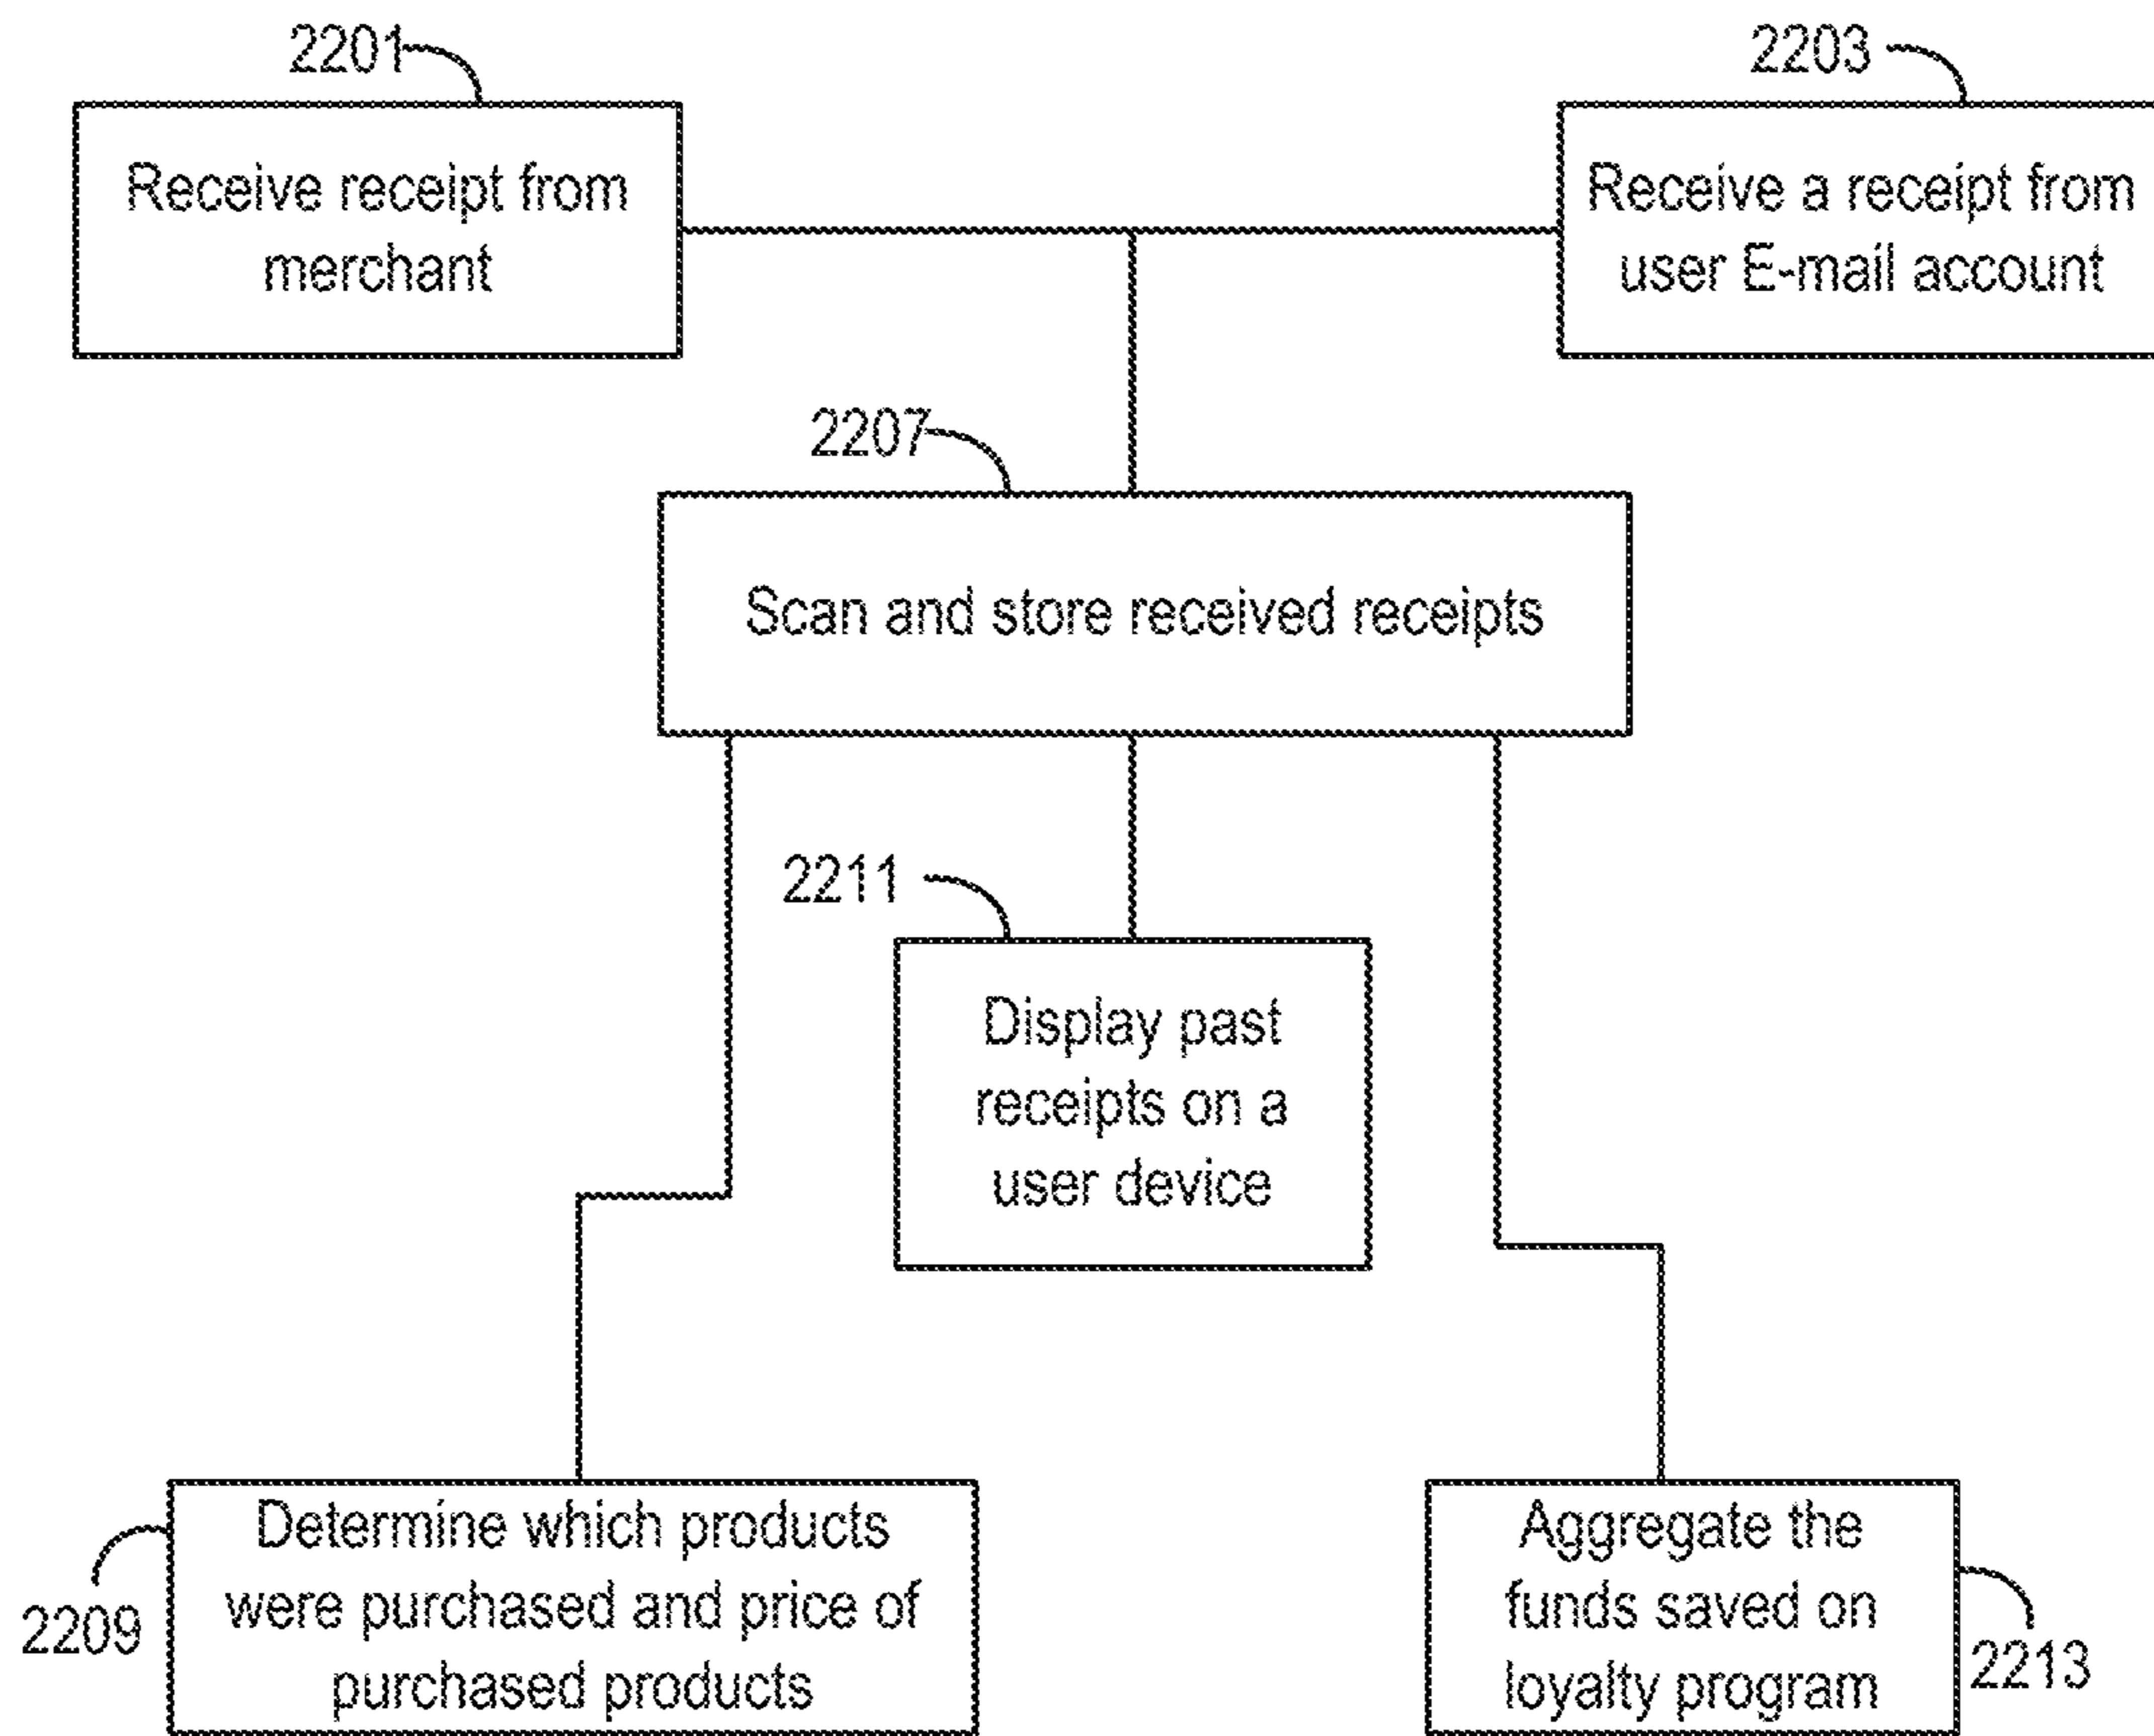 2201
2203
Receive receipt from
merchant
Receive a receipt from
user E-mail account
2207
Scan and store received receipts
2211
Display past
receipts on a
user device
Determine which products
were purchased and price of
purchased products
2209
Aggregate the
funds saved on
loyalty program
2213